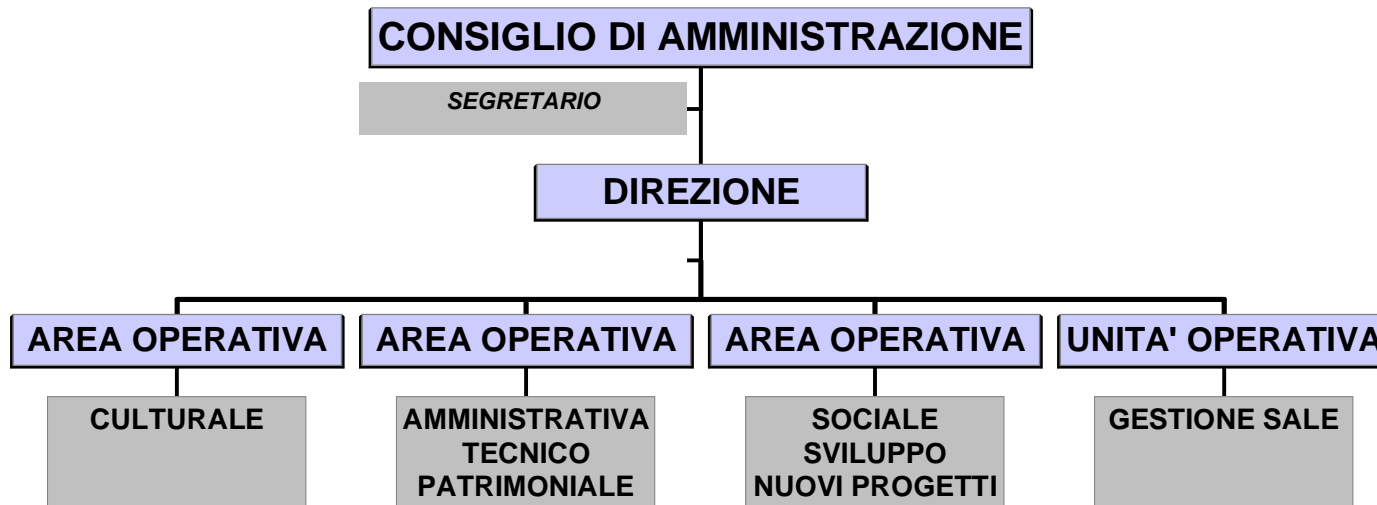 CONSIGLIO DI AMMINISTRAZIONE
SEGRETARIO
DIREZIONE
AREA OPERATIVA
AREA OPERATIVA
AREA OPERATIVA
UNITA' OPERATIVA
CULTURALE
AMMINISTRATIVA
TECNICO
PATRIMONIALE
SOCIALE
SVILUPPO
NUOVI PROGETTI
GESTIONE SALE